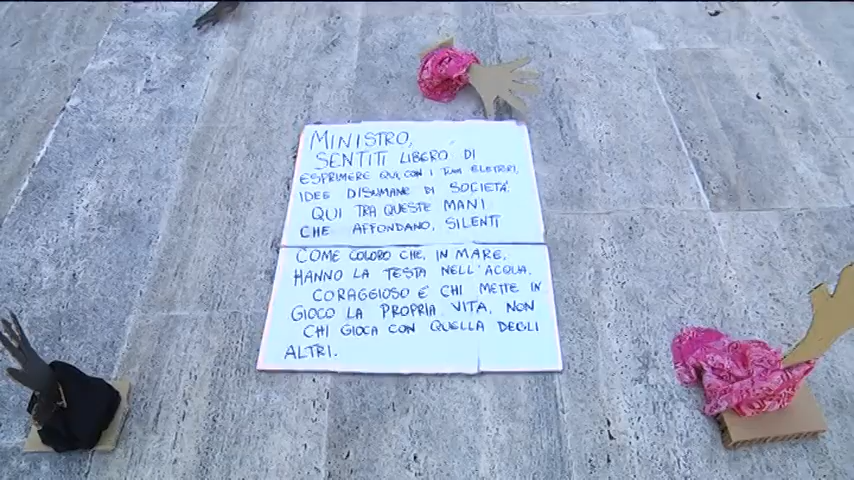 MINISTRO,
SENTITI LIBERO DI
ESPRIMERE QUI, CON I TUOI ELETTORI,
IDEE DISUMANE DI SOCIETÀ.
QUI TRA QUESTE MANI
CHE AFFONDANO, SILENTI
COME COLORO CHE, IN MARE,
HANNO LA TESTA NELL'ACQUA.
CORAGGIOSO È CHI METTE IN
GIOCO LA PROPRIA VITA, NON
CHI GIOCA CON QUELLA DEGLI
ALTRI.